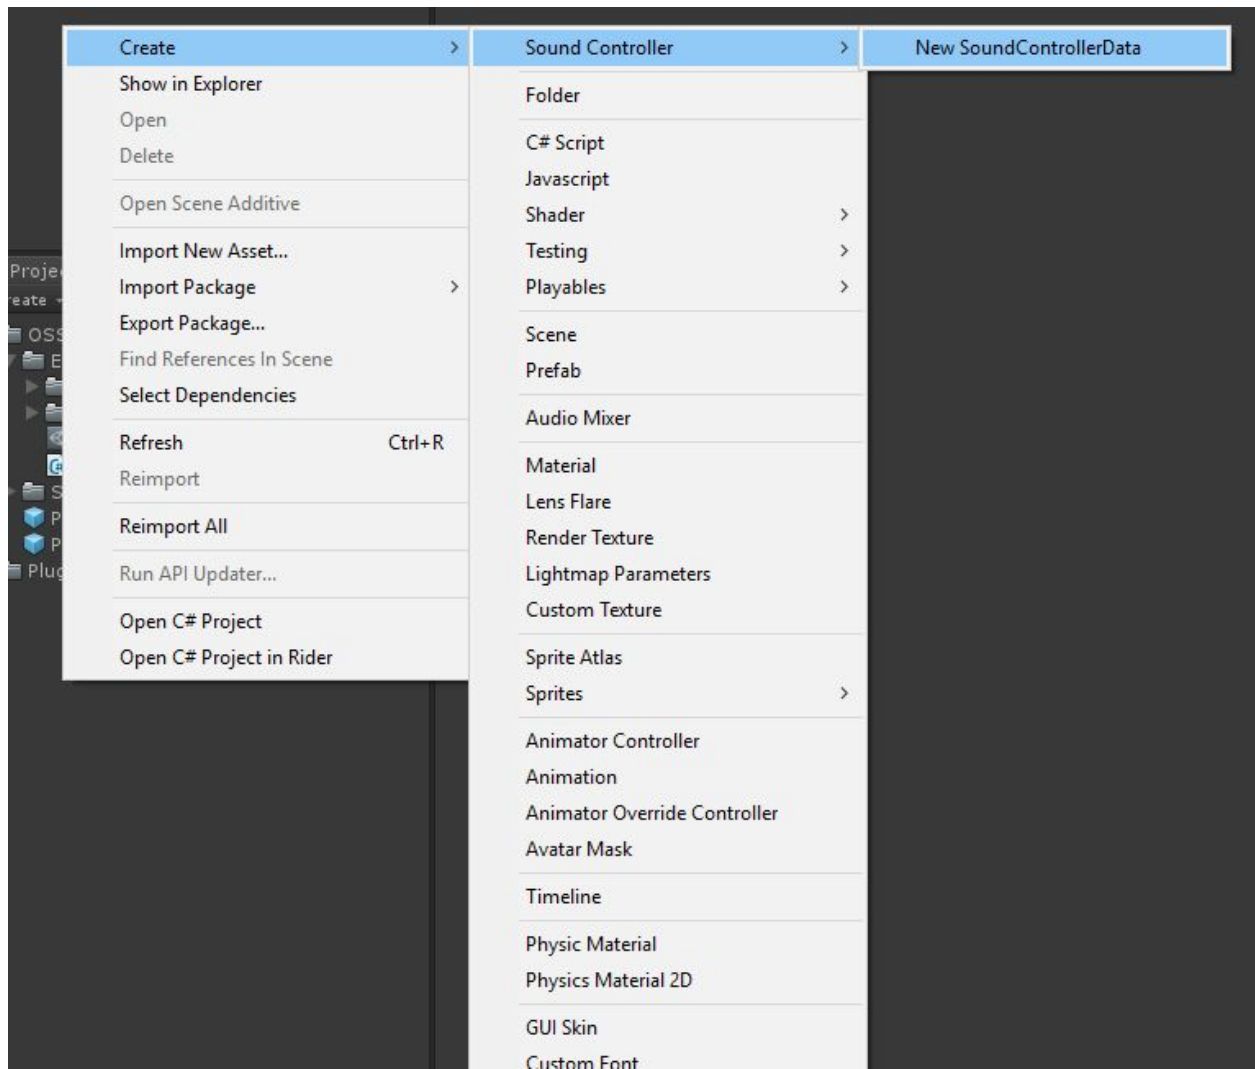 Create
Show in Explorer
Open
Delete
Open Scene Additive
Import New Asset...
Import Package
Export Package...
Find References In Scene
Select Dependencies
Refresh Ctrl+R
Reimport
Reimport All
Run API Updater...
Open C# Project
Open C# Project in Rider
Sound Controller
Folder
C# Script
Javascript
Shader
Testing
Playables
Scene
Prefab
Audio Mixer
Material
Lens Flare
Render Texture
Lightmap Parameters
Custom Texture
Sprite Atlas
Sprites
Animator Controller
Animation
Animator Override Controller
Avatar Mask
Timeline
Physic Material
Physics Material 2D
GUI Skin
Custom Font
New SoundControllerData